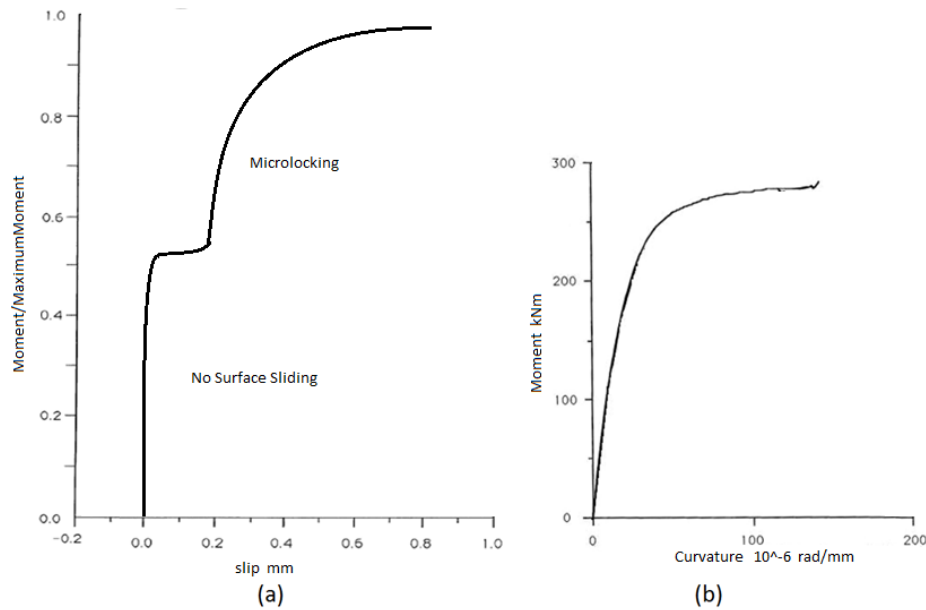 1.0
0.8
0.6
0.4
0.2
0.0
Moment/MaximumMoment
Microlocking
No Surface Sliding
-0.2
0.0
0.2
0.4
0.6
0.8
1.0
slip mm
(a)
300
200
100
0
Moment kNm
0
100
200
Curvature 10^-6 rad/mm
(b)